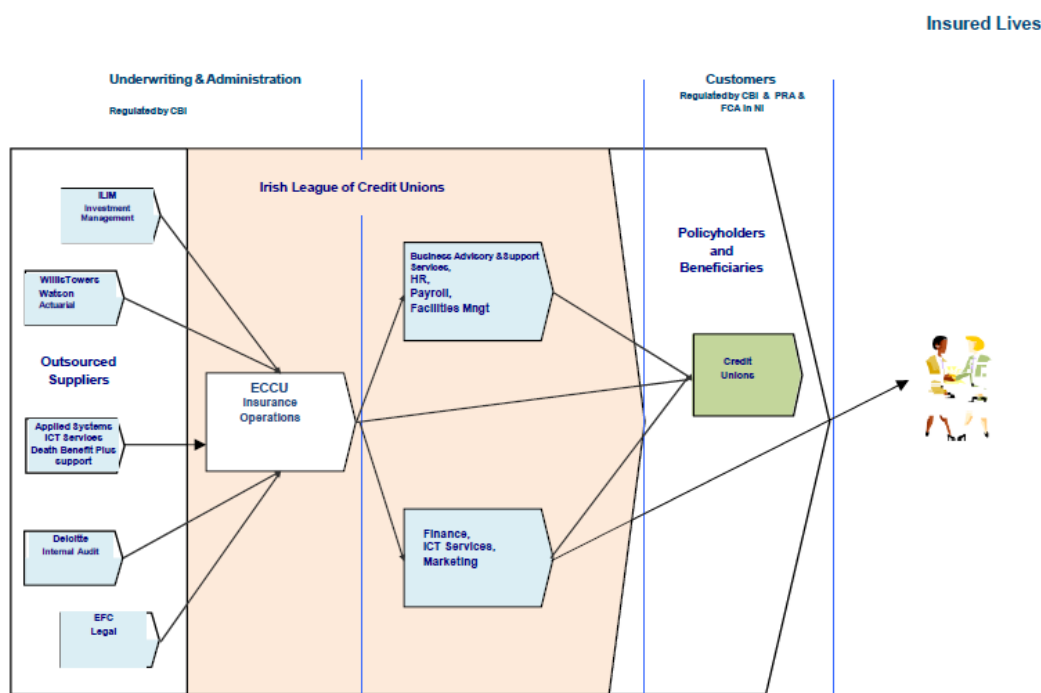 Insured Lives
Underwriting & Administration
Regulated by CBI
Customers
Regulated by CBI & PRA &
FCA in NI
Irish League of Credit Unions
ILIM
Investment
Management
WillisTowers
Watson
Actuarial
Outsourced
Suppliers
Applied Systems
ICT Services
Death Benefit Plus
support
Deloitte
Internal Audit
EFC
Legal
ECCU
Insurance
Operations
Business Advisory & Support
Services,
HR,
Payroll,
Facilities Mngt
Finance,
ICT Services,
Marketing
Policyholders
and
Beneficiaries
Credit
Unions